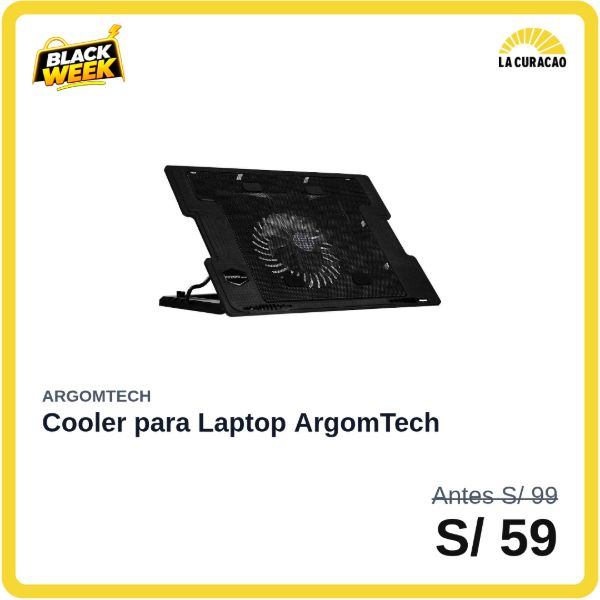 BLACK
WEEK
LA CURACAO
ARGOMTECH
Cooler para Laptop ArgomTech
Antes S/ 99
S/ 59